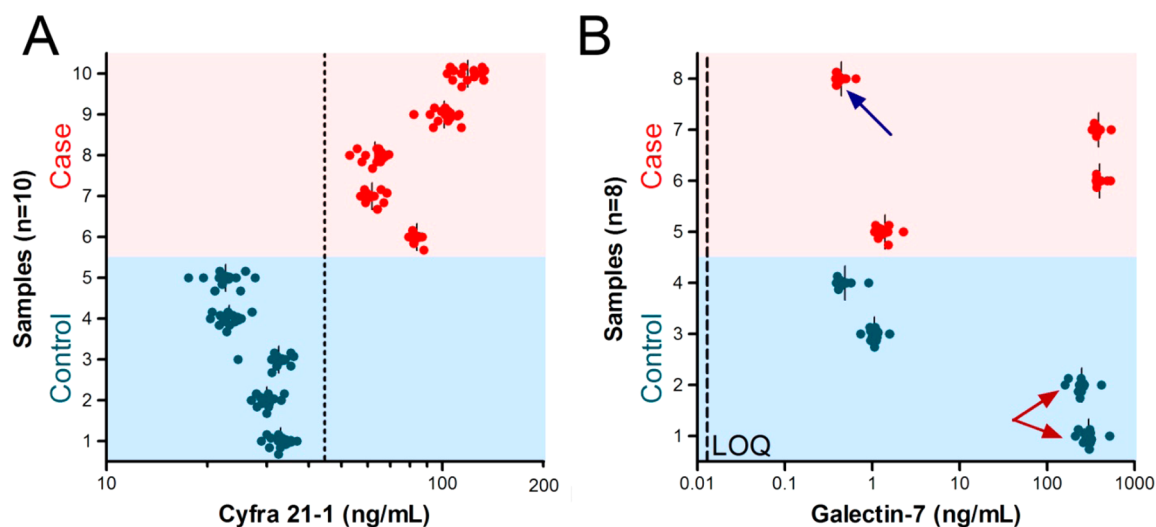 A
Samples (n=10)
Case
Control
10
9
8
7
6
5
4
3
2
1
10
100
200
Cyfra 21-1 (ng/mL)
B
Samples (n=8)
Case
Control
8
7
6
5
4
3
2
1
LOQ
0.01
0.1
1
10
100
1000
Galectin-7 (ng/mL)